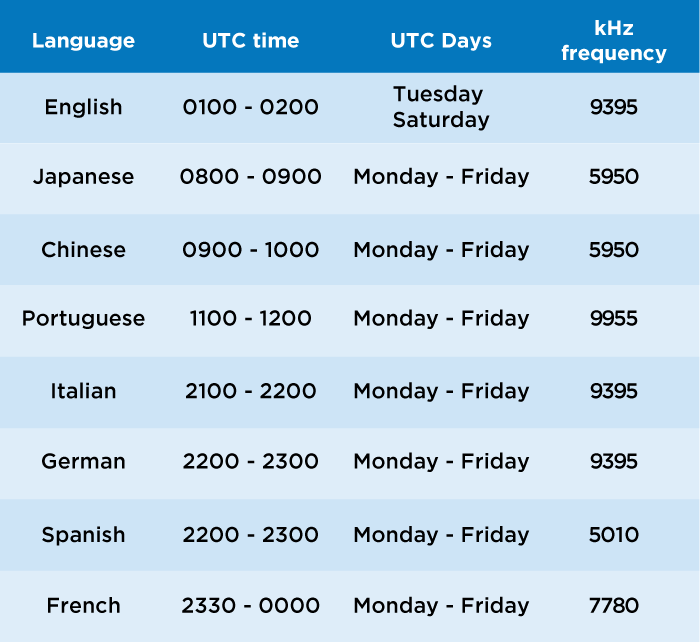 Language UTC time UTC Days kHz frequency
English 0100 - 0200 Tuesday Saturday 9395
Japanese 0800 - 0900 Monday - Friday 5950
Chinese 0900 - 1000 Monday - Friday 5950
Portuguese 1100 - 1200 Monday - Friday 9955
Italian 2100 - 2200 Monday - Friday 9395
German 2200 - 2300 Monday - Friday 9395
Spanish 2200 - 2300 Monday - Friday 5010
French 2330 - 0000 Monday - Friday 7780